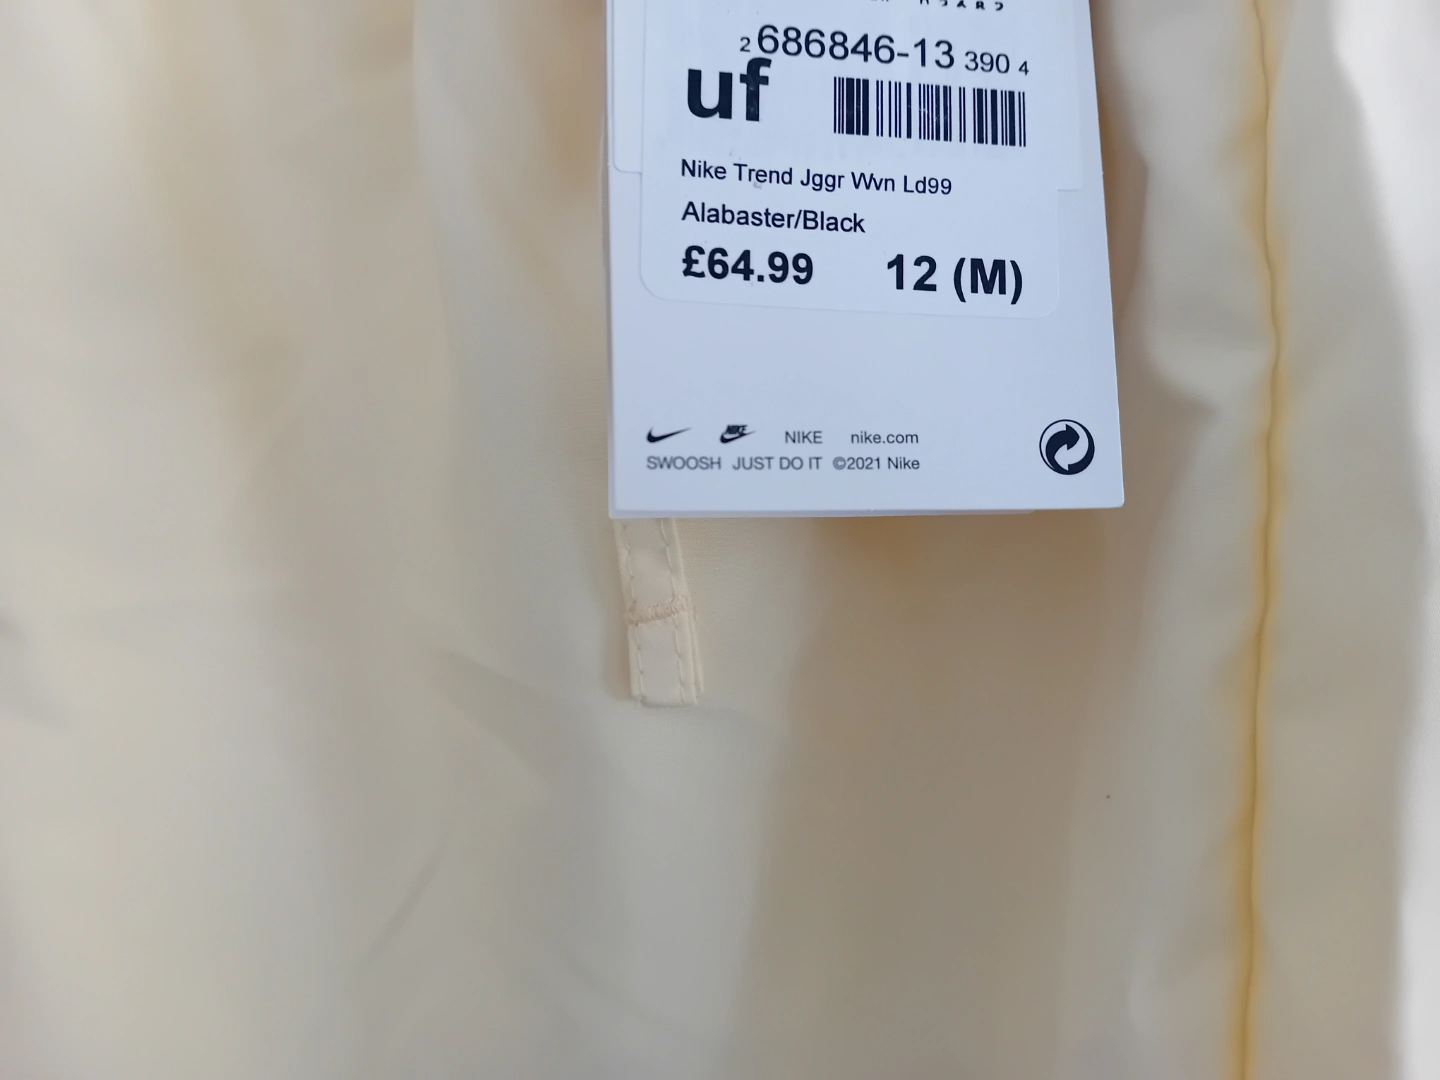 2 686846-13 390 4
uf
Nike Trend Jggr Wvn Ld99
Alabaster/Black
£64.99 12 (M)
NIKE NIKE nike.com
SWOOSH JUST DO IT ©2021 Nike